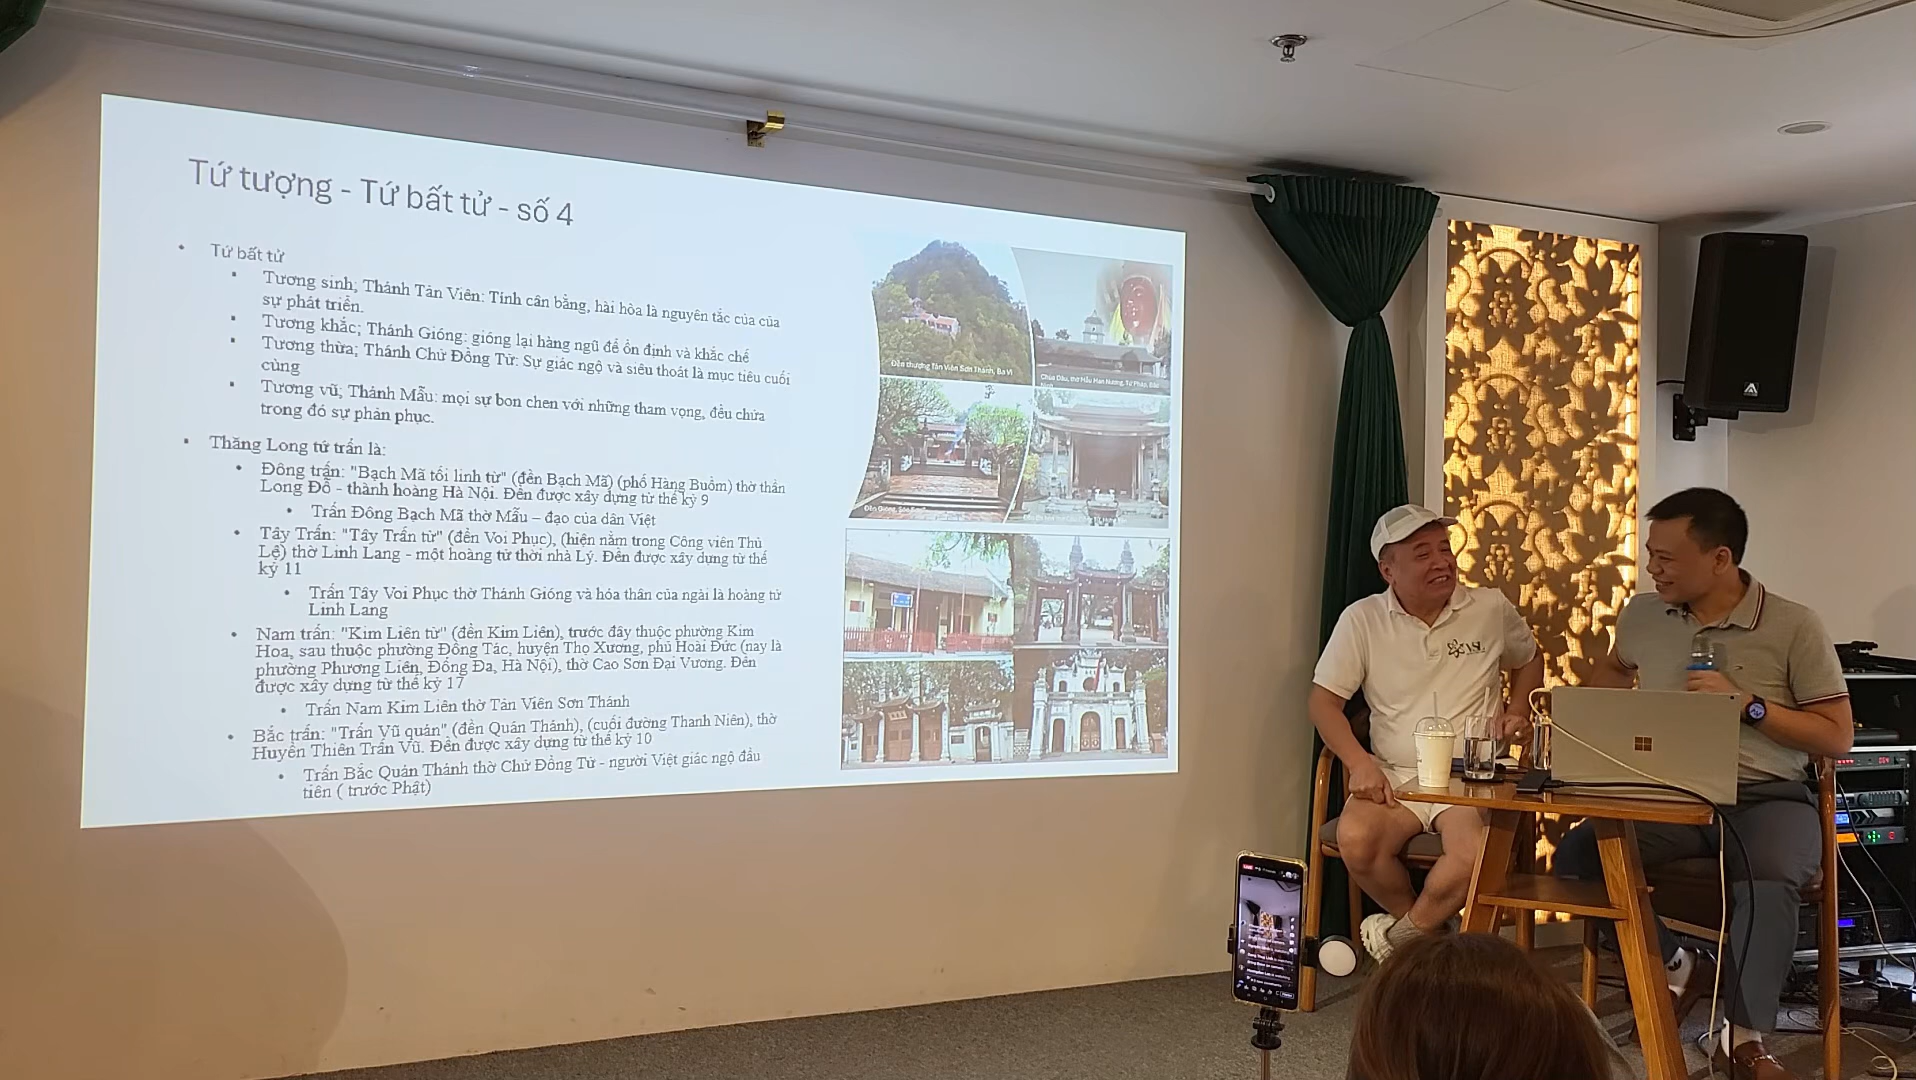 Tứ tượng - Tứ bất tử - số 4
Tứ bất tử
Tương sinh; Thánh Tản Viên: Tính cân bằng, hài hòa là nguyên tắc của của
sự phát triển.
Tương khắc; Thánh Gióng: gióng lại hàng ngũ để ổn định và khắc chế
Tương thừa; Thánh Chử Đồng Tử: Sự giác ngộ và siêu thoát là mục tiêu cuối
cùng
Tương vũ; Thánh Mẫu: mọi sự bon chen với những tham vọng, đều chứa
trong đó sự phản phục.
Thăng Long tứ trấn là:
Đông trấn: "Bạch Mã tối linh từ" (đền Bạch Mã) (phố Hàng Buồm) thờ thần
Long Đỗ - thành hoàng Hà Nội. Đền được xây dựng từ thế kỷ 9
Trấn Đông Bạch Mã thờ Mẫu – đạo của dân Việt
Tây Trấn: "Tây Trấn từ" (đền Voi Phục), (hiện nằm trong Công viên Thủ
Lệ) thờ Linh Lang - một hoàng tử thời nhà Lý. Đền được xây dựng từ thế
kỷ 11
Trấn Tây Voi Phục thờ Thánh Gióng và hóa thân của ngài là hoàng tử
Linh Lang
Nam trấn: "Kim Liên từ" (đền Kim Liên), trước đây thuộc phường Kim
Hoa, sau thuộc phường Đông Tác, huyện Thọ Xương, phủ Hoài Đức (nay là
phường Phương Liên, Đống Đa, Hà Nội), thờ Cao Sơn Đại Vương. Đền
được xây dựng từ thế kỷ 17
Trấn Nam Kim Liên thờ Tản Viên Sơn Thánh
Bắc trấn: "Trấn Vũ quán" (đền Quán Thánh), (cuối đường Thanh Niên), thờ
Huyền Thiên Trấn Vũ. Đền được xây dựng từ thế kỷ 10
Trấn Bắc Quán Thánh thờ Chử Đồng Tử - người Việt giác ngộ đầu
tiên ( trước Phật)
Đền thượng Tản Viên Sơn Thánh, Ba Vì
Chùa Dâu, thờ Mẫu Man Nương, Tứ Pháp, Bắc
Đền Gióng, Sóc Sơn